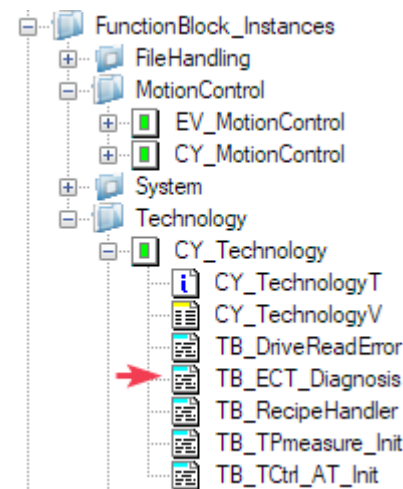 FunctionBlock_Instances
FileHandling
MotionControl
EV_MotionControl
CY_MotionControl
System
Technology
CY_Technology
CY_TechnologyT
CY_TechnologyV
TB_DriveReadError
TB_ECT_Diagnosis
TB_RecipeHandler
TB_TPmeasure_Init
TB_TCtrl_AT_Init